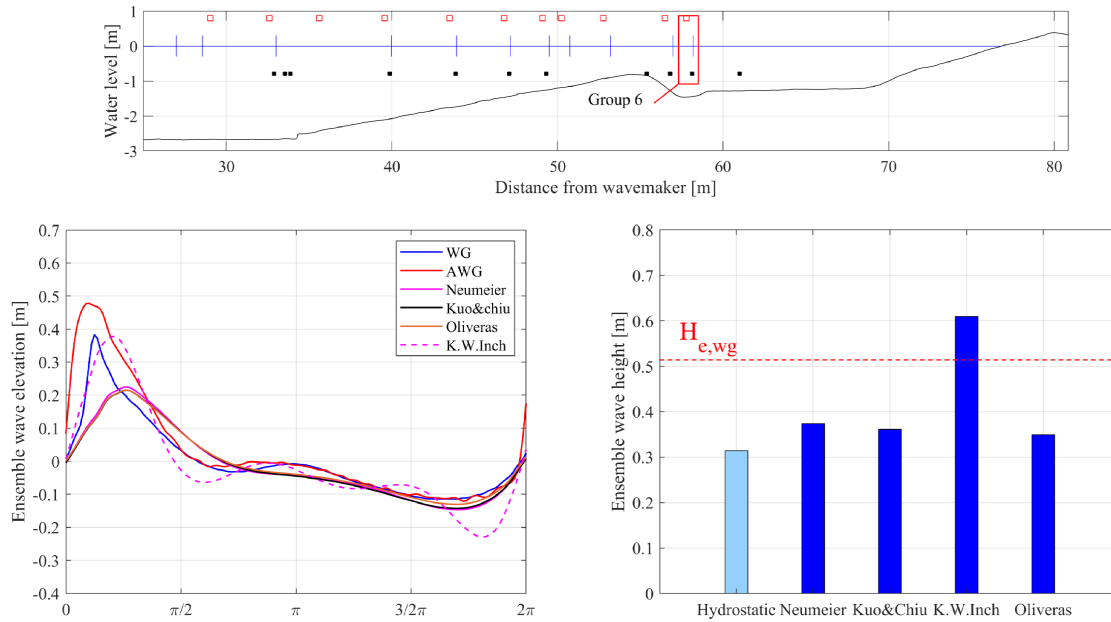 Water level [m]
1
0
-1
-2
-3
Group 6
30
40
50
60
70
80
Distance from wavemaker [m]
Ensemble wave elevation [m]
0.7
0.6
0.5
0.4
0.3
0.2
0.1
0
-0.1
-0.2
-0.3
-0.4
WG
AWG
Neumeier
Kuo&chiu
Oliveras
K.W.Inch
0
π/2
π
3/2π
2π
Ensemble wave height [m]
0.8
0.7
0.6
0.5
0.4
0.3
0.2
0.1
0
H e,wg
Hydrostatic
Neumeier
Kuo&Chiu
K.W.Inch
Oliveras